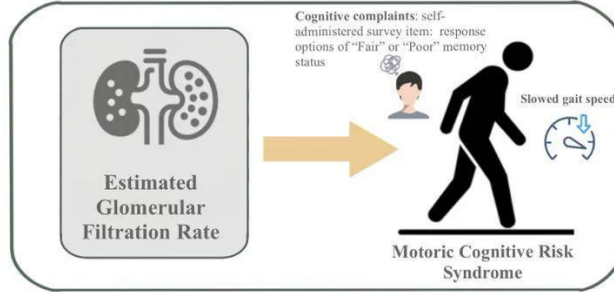 Cognitive complaints: self-
administered survey item:  response
options of “Fair” or “Poor” memory
status
Slowed gait speed
Estimated
Glomerular
Filtration Rate
Motoric Cognitive Risk
Syndrome